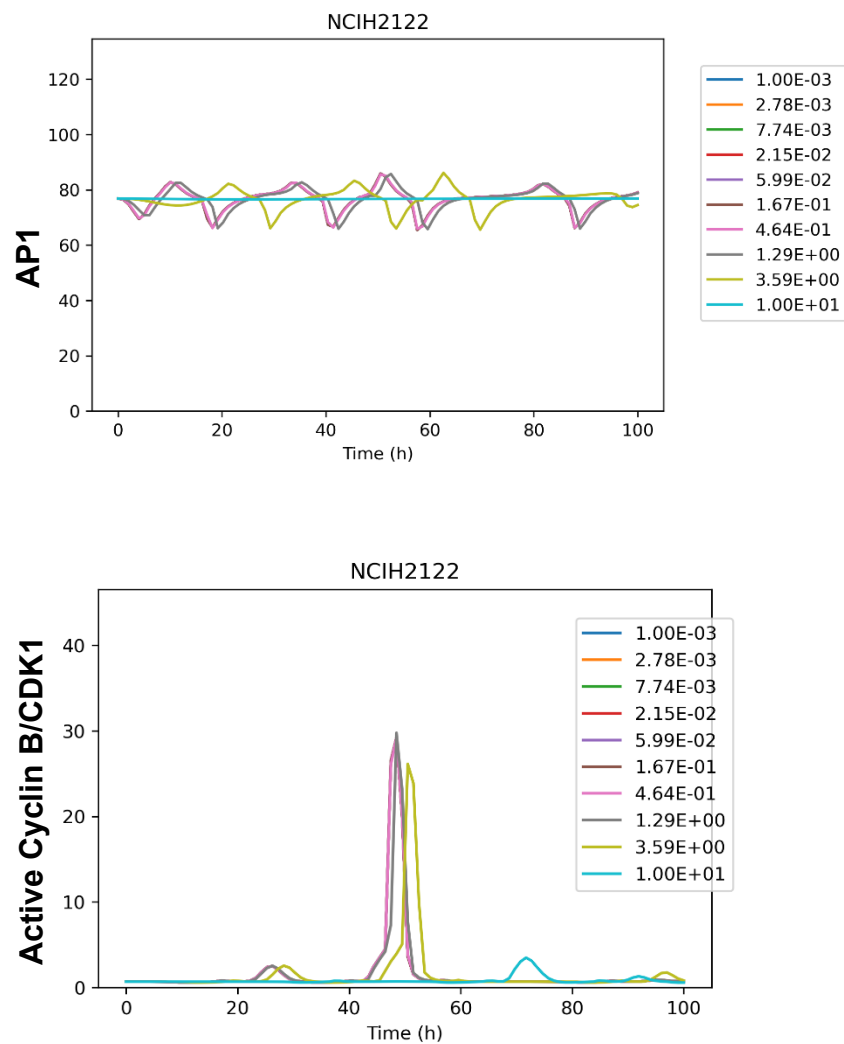 NCIH2122
AP1
120
100
80
60
40
20
0
0 20 40 60 80 100
Time (h)
1.00E-03
2.78E-03
7.74E-03
2.15E-02
5.99E-02
1.67E-01
4.64E-01
1.29E+00
3.59E+00
1.00E+01
NCIH2122
Active Cyclin B/CDK1
40
30
20
10
0
0 20 40 60 80 100
Time (h)
1.00E-03
2.78E-03
7.74E-03
2.15E-02
5.99E-02
1.67E-01
4.64E-01
1.29E+00
3.59E+00
1.00E+01